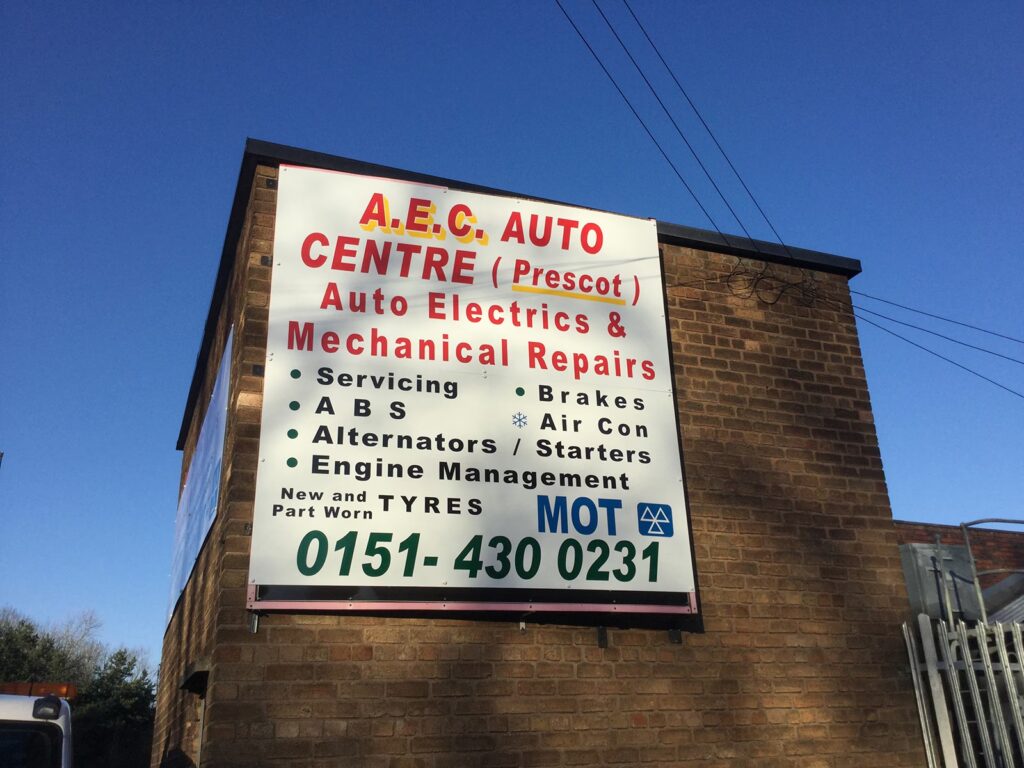 A.E.C. AUTO
CENTRE ( Prescot )
Auto Electrics &
Mechanical Repairs
• Servicing • Brakes
• A B S Air Con
• Alternators / Starters
• Engine Management
New and
Part Worn TYRES
MOT
0151- 430 0231